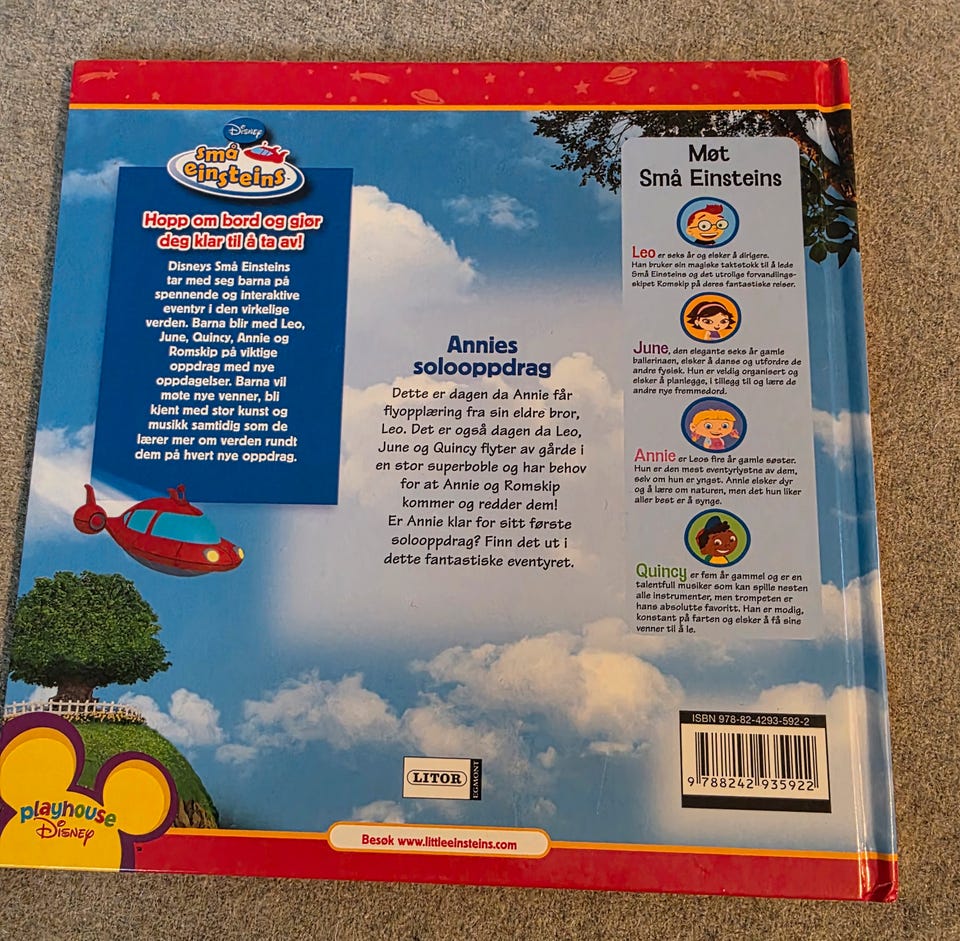 Disney
små
einsteins
Hopp om bord og gjør
deg klar til å ta av!
Disneys Små Einsteins
tar med seg barna på
spennende og interaktive
eventyr i den virkelige
verden. Barna blir med Leo,
June, Quincy, Annie og
Romskip på viktige
oppdrag med nye
oppdagelser. Barna vil
møte nye venner, bli
kjent med stor kunst og
musikk samtidig som de
lærer mer om verden rundt
dem på hvert nye oppdrag.
Annies
solooppdrag
Dette er dagen da Annie får
flyopplæring fra sin eldre bror,
Leo. Det er også dagen da Leo,
June og Quincy flyter av gårde i
en stor superboble og har behov
for at Annie og Romskip
kommer og redder dem!
Er Annie klar for sitt første
solooppdrag? Finn det ut i
dette fantastiske eventyret.
Møt
Små Einsteins
Leo er seks år og elsker å dirigere.
Han bruker sin magiske taktstokk til å lede
Små Einsteins og det utrolige forvandlings-
skipet Romskip på deres fantastiske reiser.
June, den elegante seks år gamle
ballerinaen, elsker å danse og utfordre de
andre fysisk. Hun er veldig organisert og
elsker å planlegge, i tillegg til og lære de
andre nye fremmedord.
Annie er Leos fire år gamle søster.
Hun er den mest eventyrlystne av dem,
selv om hun er yngst. Annie elsker dyr
og å lære om naturen, men det hun liker
aller best er å synge.
Quincy er fem år gammel og er en
talentfull musiker som kan spille nesten
alle instrumenter, men trompeten er
hans absolutte favoritt. Han er modig,
konstant på farten og elsker å få sine
venner til å le.
ISBN 978-82-4293-592-2
9 788242 935922
LITOR
EGMONT
playhouse
Disney
Besøk www.littleeinsteins.com